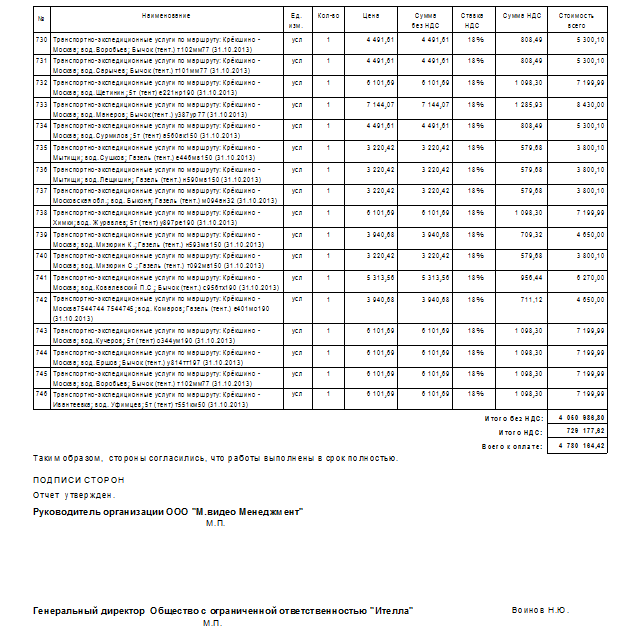 № Наименование Ед. изм. Кол-во Цена Сумма без НДС Ставка НДС Сумма НДС Стоимость всего
730 Транспортно-экспедиционные услуги по маршруту: Крёкшино - усл 1 4 491,61 4 491,61 18% 808,49 5 300,10
Москва; вод. Воробьев; Бычок (тент.) т102мм77 (31.10.2013)
731 Транспортно-экспедиционные услуги по маршруту: Крёкшино - усл 1 4 491,61 4 491,61 18% 808,49 5 300,10
Москва; вод. Сарычев; Бычок (тент.) т101мм77 (31.10.2013)
732 Транспортно-экспедиционные услуги по маршруту: Крёкшино - усл 1 6 101,69 6 101,69 18% 1 098,30 7 199,99
Москва; вод. Щетинин; 5т (тент) е221нр190 (31.10.2013)
733 Транспортно-экспедиционные услуги по маршруту: Крёкшино - усл 1 7 144,07 7 144,07 18% 1 285,93 8 430,00
Москва; вод. Манеров; Бычок (тент.) у387ур77 (31.10.2013)
734 Транспортно-экспедиционные услуги по маршруту: Крёкшино - усл 1 4 491,61 4 491,61 18% 808,49 5 300,10
Москва; вод. Сурмилов; 5т (тент) в560вк150 (31.10.2013)
735 Транспортно-экспедиционные услуги по маршруту: Крёкшино - усл 1 3 220,42 3 220,42 18% 579,68 3 800,10
Мытищи; вод. Сушков; Газель (тент.) е446мв150 (31.10.2013)
736 Транспортно-экспедиционные услуги по маршруту: Крёкшино - усл 1 3 220,42 3 220,42 18% 579,68 3 800,10
Мытищи; вод. Лещишин; Газель (тент.) н590мв150 (31.10.2013)
737 Транспортно-экспедиционные услуги по маршруту: Крёкшино - усл 1 3 220,42 3 220,42 18% 579,68 3 800,10
Московская обл.; вод. Выконя; Газель (тент.) м094вн32 (31.10.2013)
738 Транспортно-экспедиционные услуги по маршруту: Крёкшино - усл 1 6 101,69 6 101,69 18% 1 098,30 7 199,99
Химки; вод. Журавлев; 5т (тент) у897ре190 (31.10.2013)
739 Транспортно-экспедиционные услуги по маршруту: Крёкшино - усл 1 3 940,68 3 940,68 18% 709,32 4 650,00
Москва; вод. Мизюрин К .; Газель (тент.) н593мв150 (31.10.2013)
740 Транспортно-экспедиционные услуги по маршруту: Крёкшино - усл 1 3 220,42 3 220,42 18% 579,68 3 800,10
Москва; вод. Мизюрин С .; Газель (тент.) т092мв150 (31.10.2013)
741 Транспортно-экспедиционные услуги по маршруту: Крёкшино - усл 1 5 313,56 5 313,56 18% 956,44 6 270,00
Москва; вод. Ковалевский П.С ; Бычок (тент.) с956тх190 (31.10.2013)
742 Транспортно-экспедиционные услуги по маршруту: Крёкшино - усл 1 3 940,68 3 940,68 18% 711,12 4 650,00
Москва7544744 7544745; вод. Комаров; Газель (тент.) е401мо190
(31.10.2013)
743 Транспортно-экспедиционные услуги по маршруту: Крёкшино - усл 1 6 101,69 6 101,69 18% 1 098,30 7 199,99
Москва; вод. Кучеров; 5т (тент) о344ум190 (31.10.2013)
744 Транспортно-экспедиционные услуги по маршруту: Крёкшино - усл 1 6 101,69 6 101,69 18% 1 098,30 7 199,99
Москва; вод. Ершов ;Бычок (тент.) у814тт197 (31.10.2013)
745 Транспортно-экспедиционные услуги по маршруту: Крёкшино - усл 1 6 101,69 6 101,69 18% 1 098,30 7 199,99
Москва; вод. Воробьев; Бычок (тент.) т102мм77 (31.10.2013)
746 Транспортно-экспедиционные услуги по маршруту: Крёкшино - усл 1 6 101,69 6 101,69 18% 1 098,30 7 199,99
Ивантеевка; вод. Уфимцев; 5т (тент) т551км50 (31.10.2013)
Итого без НДС: 4 050 986,80
Итого НДС: 729 177,62
Всего к оплате: 4 780 164,42
Таким образом, стороны согласились, что работы выполнены в срок полностью.
ПОДПИСИ СТОРОН
Отчет утвержден.
Руководитель организации ООО "М.видео Менеджмент"
М.П.
Генеральный директор Общество с ограниченной ответственностью "Ителла" Воинов Н.Ю.
М.П.